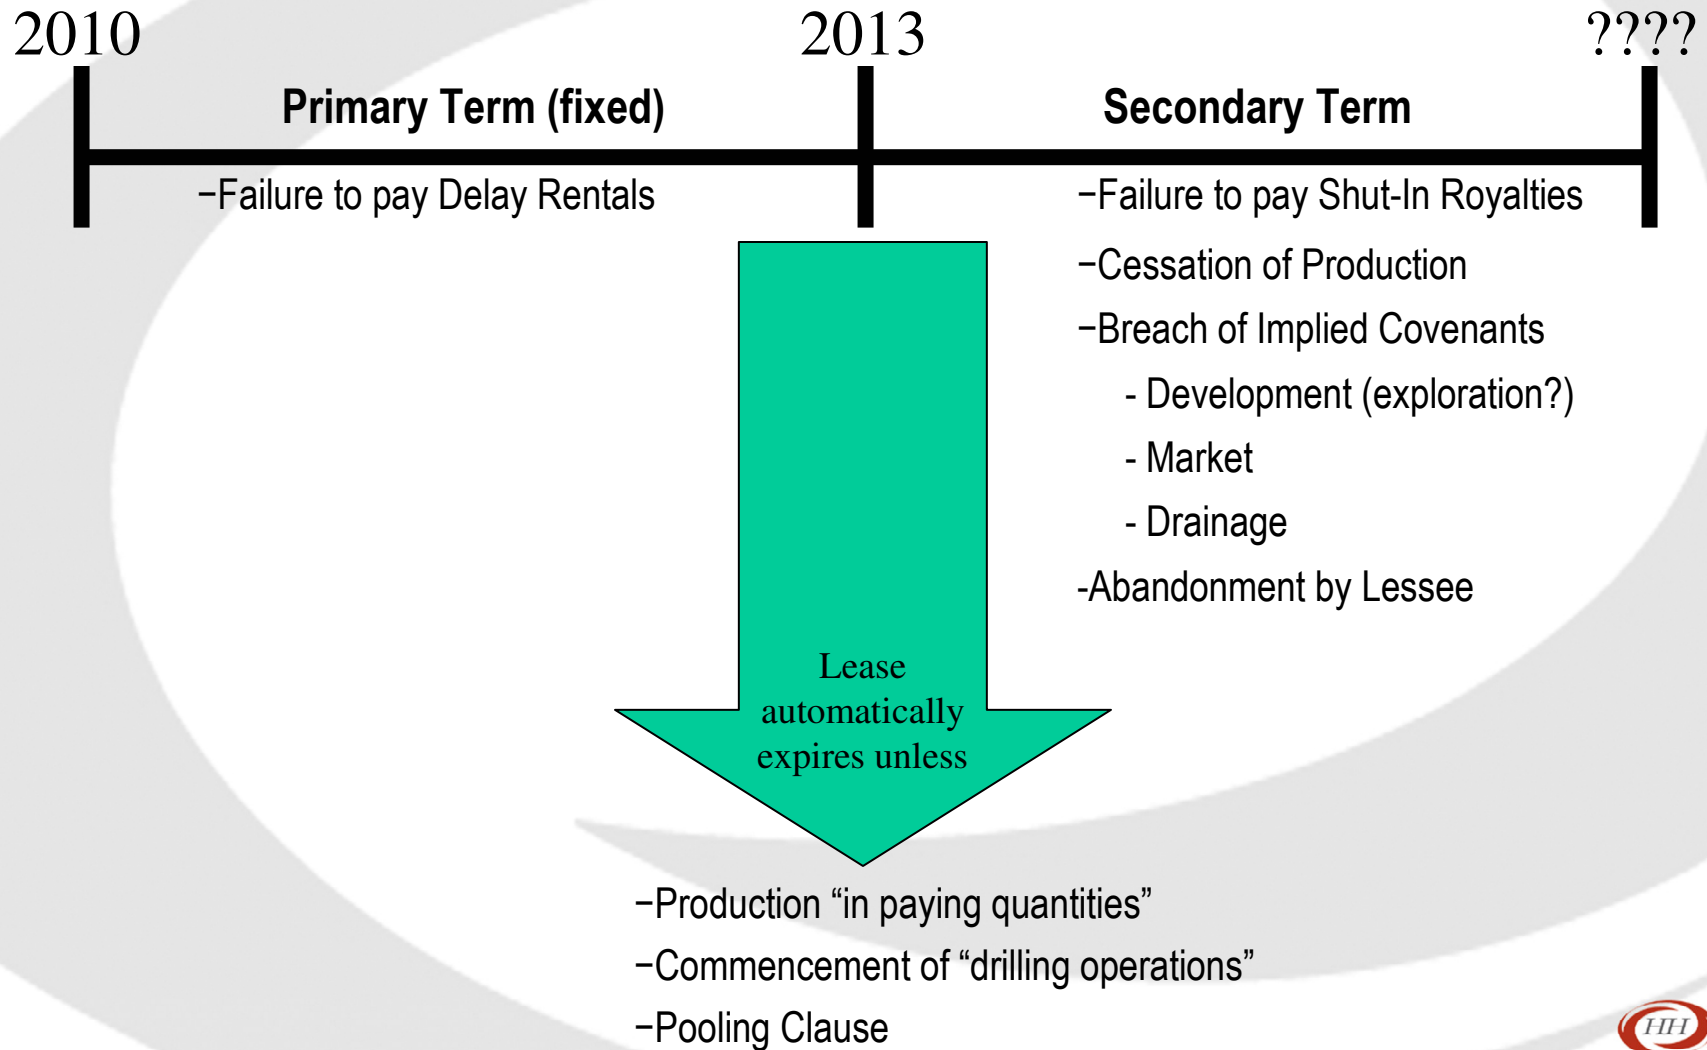 2010
2013
????
Primary Term (fixed)
Secondary Term
–Failure to pay Delay Rentals
–Failure to pay Shut-In Royalties
–Cessation of Production
–Breach of Implied Covenants
- Development (exploration?)
- Market
- Drainage
-Abandonment by Lessee
Lease
automatically
expires unless
–Production “in paying quantities”
–Commencement of “drilling operations”
–Pooling Clause
HH